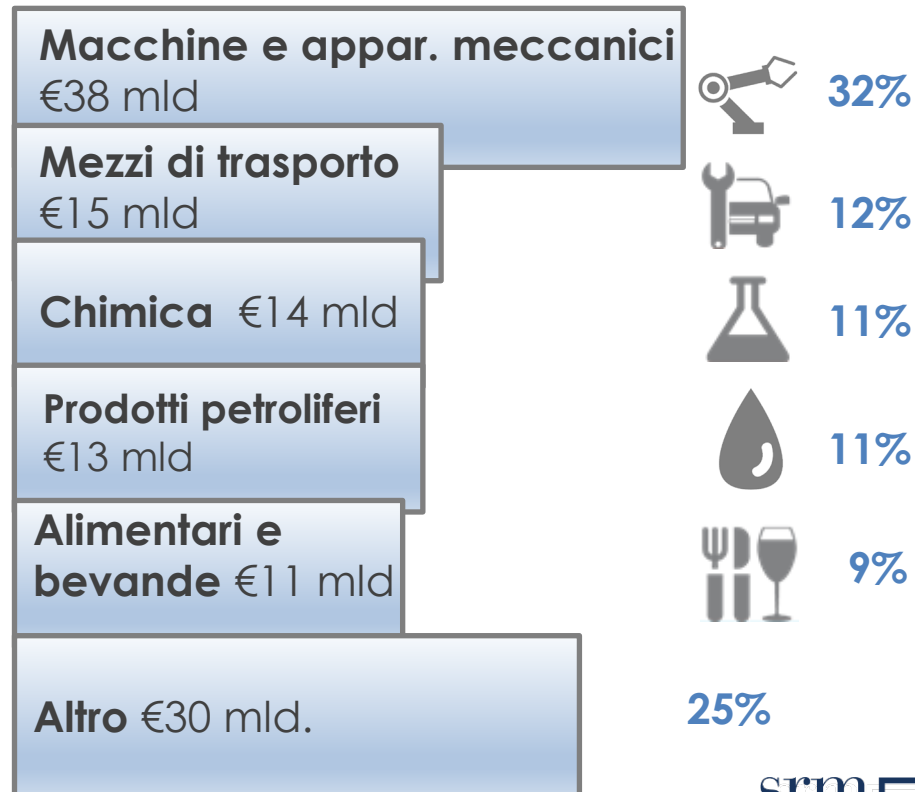 Macchine e appar. meccanici
€38 mld
32%
Mezzi di trasporto
€15 mld
12%
Chimica €14 mld
11%
Prodotti petroliferi
€13 mld
11%
Alimentari e
bevande €11 mld
9%
Altro €30 mld.
25%
srm